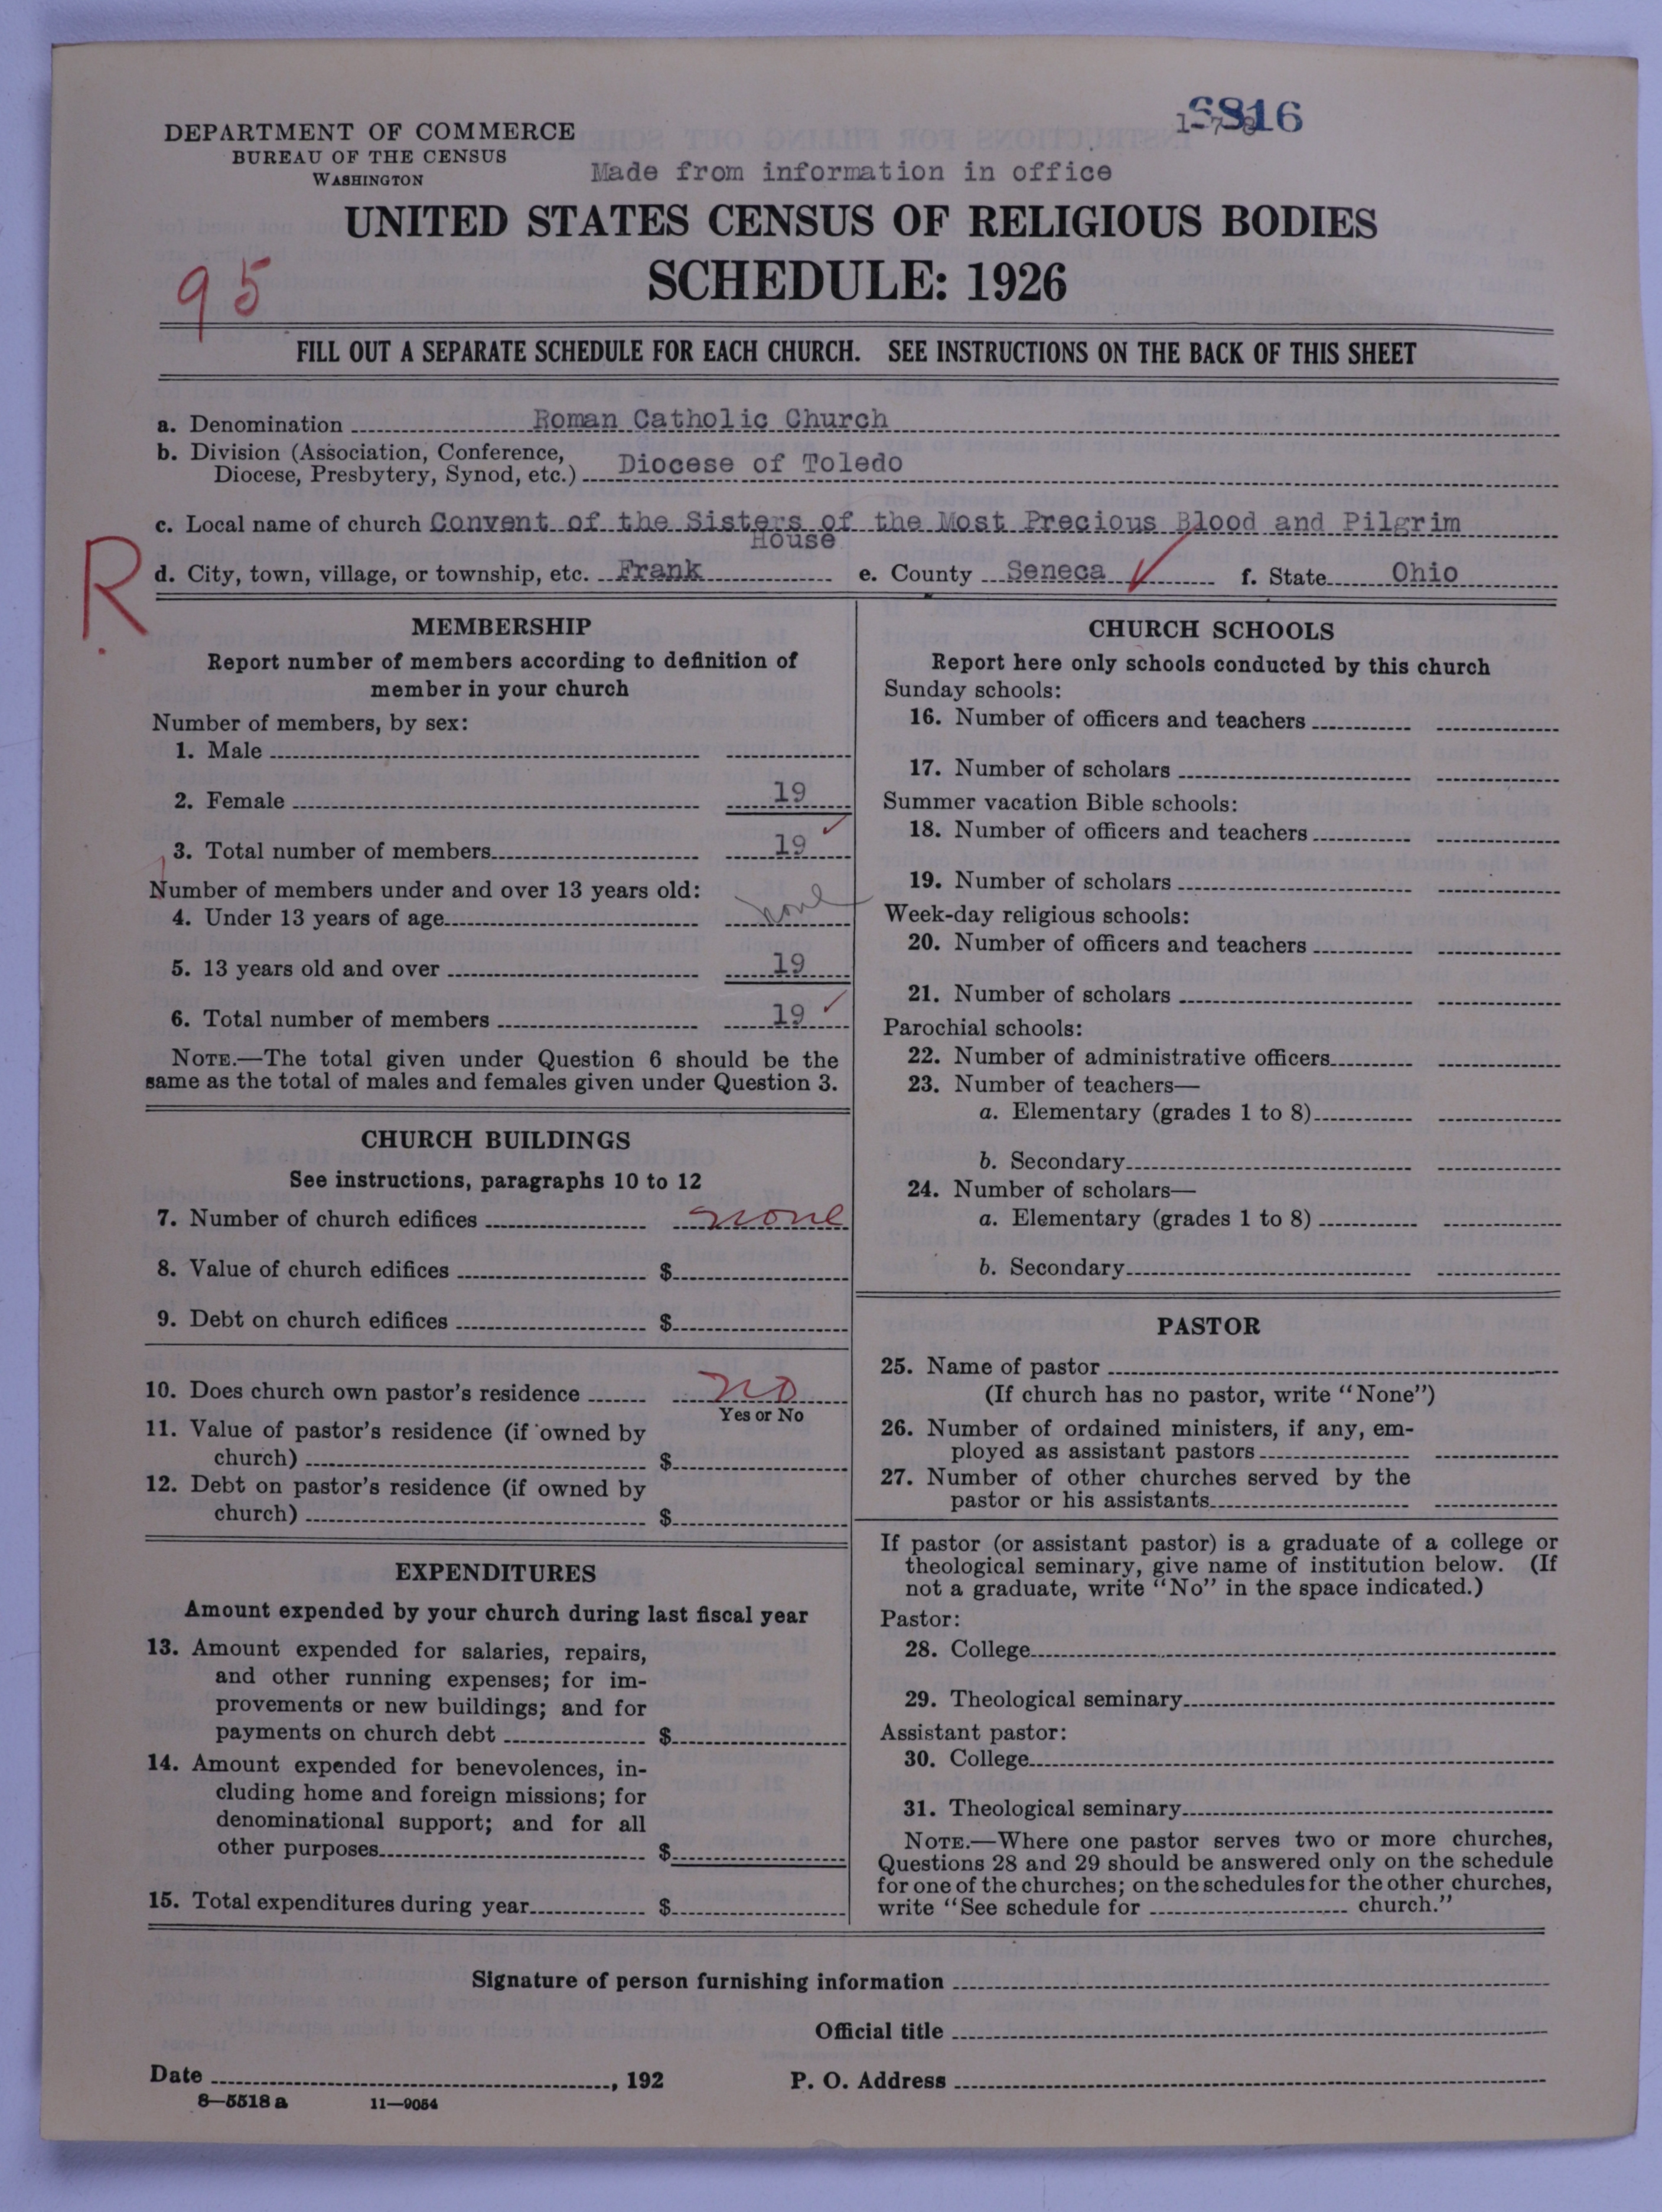 DEPARTMENT OF COMMERCE
BUREAU OF THE CENSUS
WASHINGTON
Made from information in office
UNITED STATES CENSUS OF RELIGIOUS BODIES
SCHEDULE: 1926
95
FILL OUT A SEPARATE SCHEDULE FOR EACH CHURCH. SEE INSTRUCTIONS ON THE BACK OF THIS SHEET
a. Denomination Roman Catholic Church
b. Division (Association, Conference,
Diocese, Presbytery, Synod, etc.) Diocese of Toledo
c. Local name of church Convent of the Sisters of the Most Precious Blood and Pilgrim
House
R
d. City, town, village, or township, etc. Frank e. County Seneca f. State Ohio
MEMBERSHIP
Report number of members according to definition of
member in your church
Number of members, by sex:
1. Male
2. Female 19
3. Total number of members 19
Number of members under and over 13 years old:
4. Under 13 years of age none
5. 13 years old and over 19
6. Total number of members 19
NOTE.—The total given under Question 6 should be the
same as the total of males and females given under Question 3.
CHURCH BUILDINGS
See instructions, paragraphs 10 to 12
7. Number of church edifices none
8. Value of church edifices $
9. Debt on church edifices $
10. Does church own pastor's residence no
Yes or No
11. Value of pastor's residence (if owned by
church) $
12. Debt on pastor's residence (if owned by
church) $
EXPENDITURES
Amount expended by your church during last fiscal year
13. Amount expended for salaries, repairs,
and other running expenses; for im-
provements or new buildings; and for
payments on church debt $
14. Amount expended for benevolences, in-
cluding home and foreign missions; for
denominational support; and for all
other purposes $
15. Total expenditures during year $
CHURCH SCHOOLS
Report here only schools conducted by this church
Sunday schools:
16. Number of officers and teachers
17. Number of scholars
Summer vacation Bible schools:
18. Number of officers and teachers
19. Number of scholars
Week-day religious schools:
20. Number of officers and teachers
21. Number of scholars
Parochial schools:
22. Number of administrative officers
23. Number of teachers—
a. Elementary (grades 1 to 8)
b. Secondary
24. Number of scholars—
a. Elementary (grades 1 to 8)
b. Secondary
PASTOR
25. Name of pastor
(If church has no pastor, write "None")
26. Number of ordained ministers, if any, em-
ployed as assistant pastors
27. Number of other churches served by the
pastor or his assistants
If pastor (or assistant pastor) is a graduate of a college or
theological seminary, give name of institution below. (If
not a graduate, write "No" in the space indicated.)
Pastor:
28. College
29. Theological seminary
Assistant pastor:
30. College
31. Theological seminary
NOTE.—Where one pastor serves two or more churches,
Questions 28 and 29 should be answered only on the schedule
for one of the churches; on the schedules for the other churches,
write "See schedule for church."
Signature of person furnishing information
Official title
Date , 192 P. O. Address
8—5518 a 11—9054